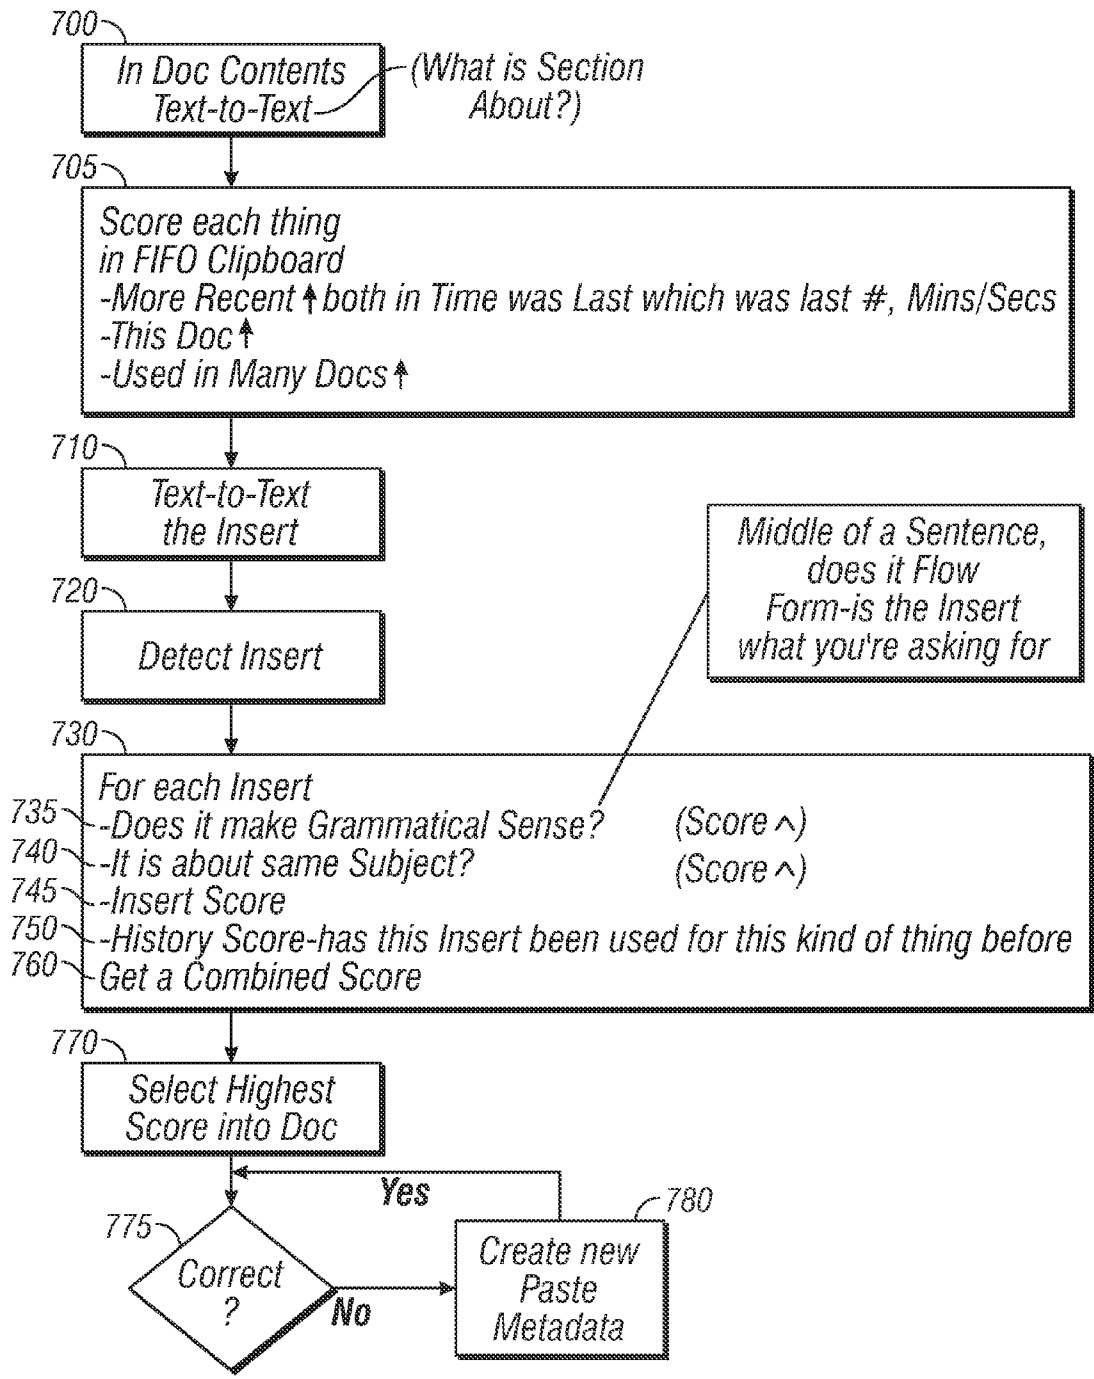 700
In Doc Contents
Text-to-Text
(What is Section
About?)
705
Score each thing
in FIFO Clipboard
-More Recent ↑ both in Time was Last which was last #, Mins/Secs
-This Doc ↑
-Used in Many Docs ↑
710
Text-to-Text
the Insert
Middle of a Sentence,
does it Flow
Form-is the Insert
what you're asking for
720
Detect Insert
730
For each Insert
735 -Does it make Grammatical Sense? (Score ^)
740 -It is about same Subject? (Score ^)
745 -Insert Score
750 -History Score-has this Insert been used for this kind of thing before
760 Get a Combined Score
770
Select Highest
Score into Doc
Yes
775
Correct
?
No
780
Create new
Paste
Metadata